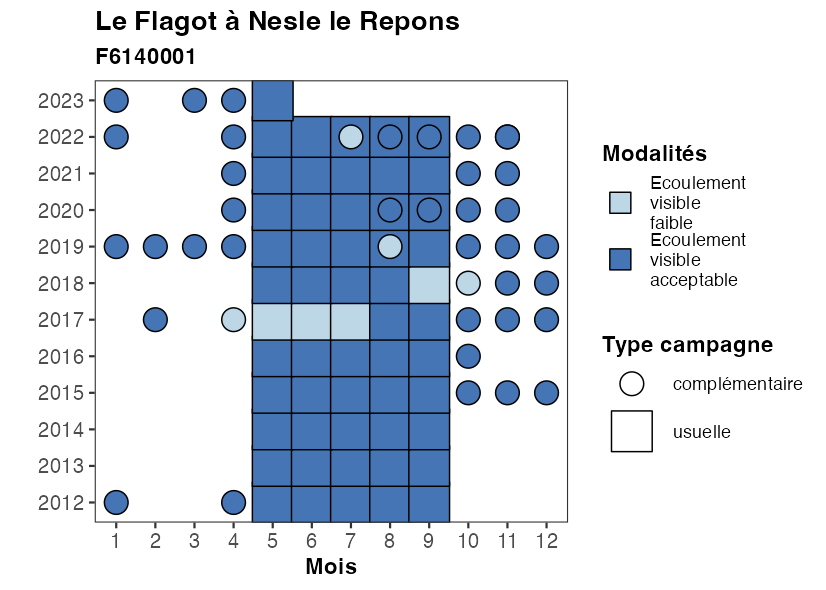 Le Flagot à Nesle le Repons
F6140001
2023
2022
2021
2020
2019
2018
2017
2016
2015
2014
2013
2012
1 2 3 4 5 6 7 8 9 10 11 12
Mois
Modalités
Ecoulement
visible
faible
Ecoulement
visible
acceptable
Type campagne
complémentaire
usuelle